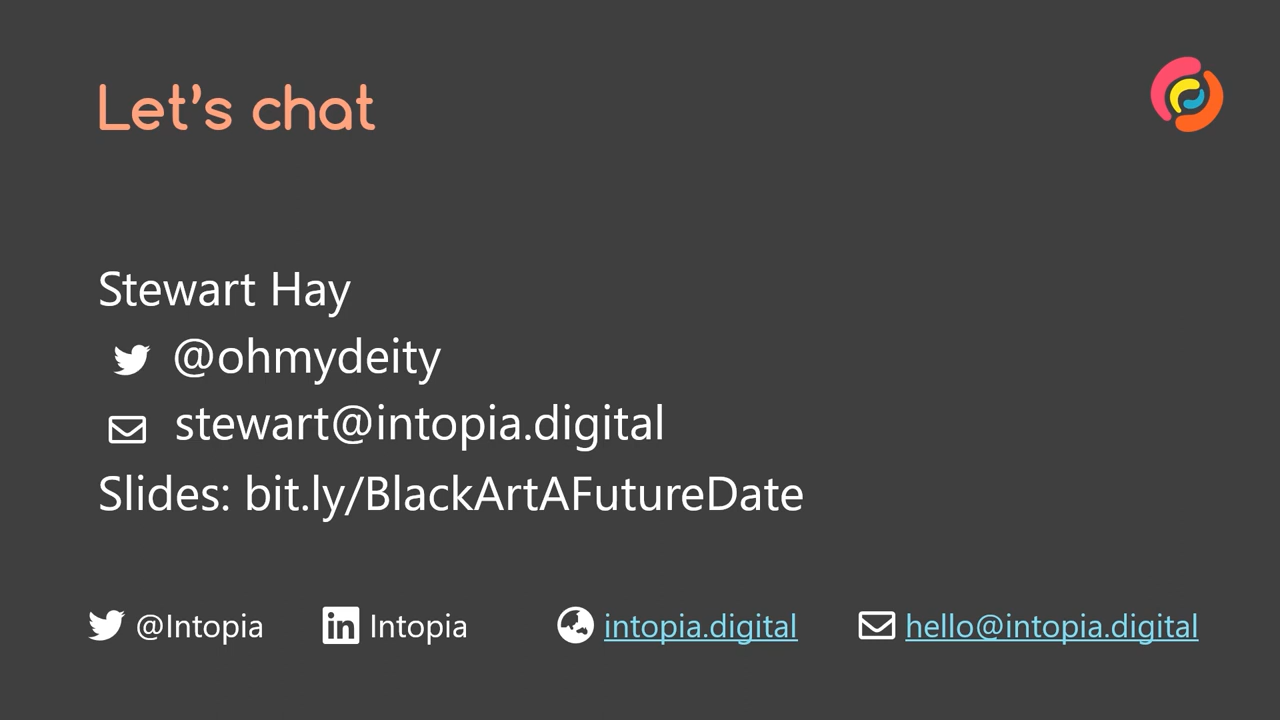 Let's chat
Stewart Hay
@ohmydeity
stewart@intopia.digital
Slides: bit.ly/BlackArtAFutureDate
@Intopia Intopia intopia.digital hello@intopia.digital